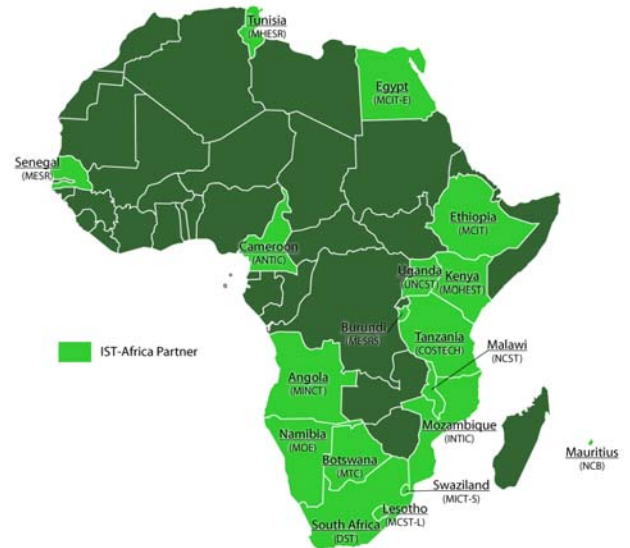 Tunisia
(MHESR)
Egypt
(MCIT-E)
Senegal
(MESR)
Ethiopia
(MCIT)
Cameroon
(ANTIC)
Uganda
(UNCST)
Kenya
(MOHEST)
Burundi
(MESRS)
Tanzania
(COSTECH)
Malawi
(NCST)
IST-Africa Partner
Angola
(MINCT)
Mozambique
(INTIC)
Namibia
(MOE)
Botswana
(MTC)
Mauritius
(NCB)
Swaziland
(MICT-S)
Lesotho
(MCST-L)
South Africa
(DST)